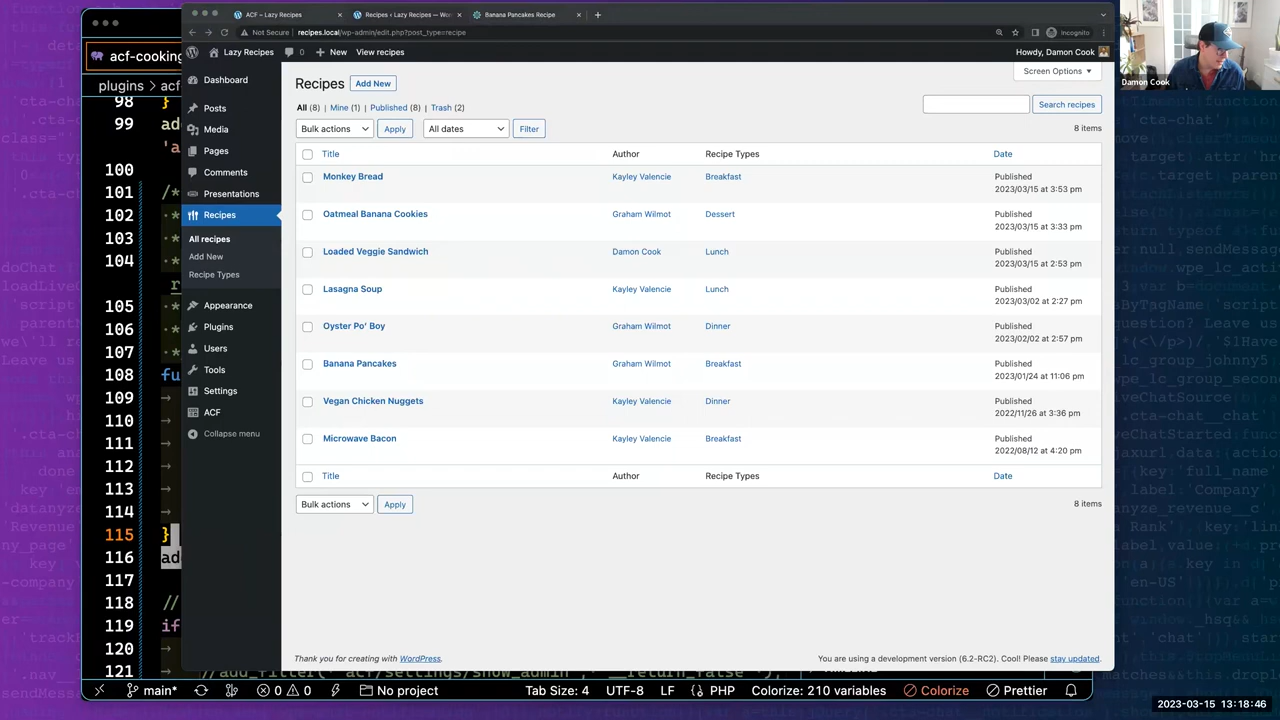 ACF – Lazy Recipes
Recipes ‹ Lazy Recipes — Wo
Banana Pancakes Recipe
Not Secure
recipes.local/wp-admin/edit.php?post_type=recipe
Incognito
Lazy Recipes
0
New
View recipes
Howdy, Damon Cook
Damon Cook
acf-cooking
plugins > acf
Dashboard
Posts
Media
Pages
Comments
Presentations
Recipes
All recipes
Add New
Recipe Types
Appearance
Plugins
Users
Tools
Settings
ACF
Collapse menu
Recipes
Add New
Screen Options
All (8) | Mine (1) | Published (8) | Trash (2)
Search recipes
Bulk actions
Apply
All dates
Filter
8 items
Title Author Recipe Types Date
Monkey Bread Kayley Valencie Breakfast Published
2023/03/15 at 3:53 pm
Oatmeal Banana Cookies Graham Wilmot Dessert Published
2023/03/15 at 3:33 pm
Loaded Veggie Sandwich Damon Cook Lunch Published
2023/03/15 at 2:53 pm
Lasagna Soup Kayley Valencie Lunch Published
2023/03/02 at 2:27 pm
Oyster Po’ Boy Graham Wilmot Dinner Published
2023/02/02 at 2:57 pm
Banana Pancakes Graham Wilmot Breakfast Published
2023/01/24 at 11:06 pm
Vegan Chicken Nuggets Kayley Valencie Dinner Published
2022/11/26 at 3:36 pm
Microwave Bacon Kayley Valencie Breakfast Published
2022/08/12 at 4:20 pm
Title Author Recipe Types Date
Bulk actions
Apply
8 items
Thank you for creating with WordPress.
You are using a development version (6.2-RC2). Cool! Please stay updated.
98 }
99 ad
100
101 /*
102 *
103 *
104 *
105 *
106 *
107 *
108 fu
109
110
111
112
113
114
115 }
116 ad
117
118 //
119 if
120
121
main*
0
0
No project
Tab Size: 4
UTF-8
LF
PHP
Colorize: 210 variables
Colorize
Prettier
2023-03-15 13:18:46